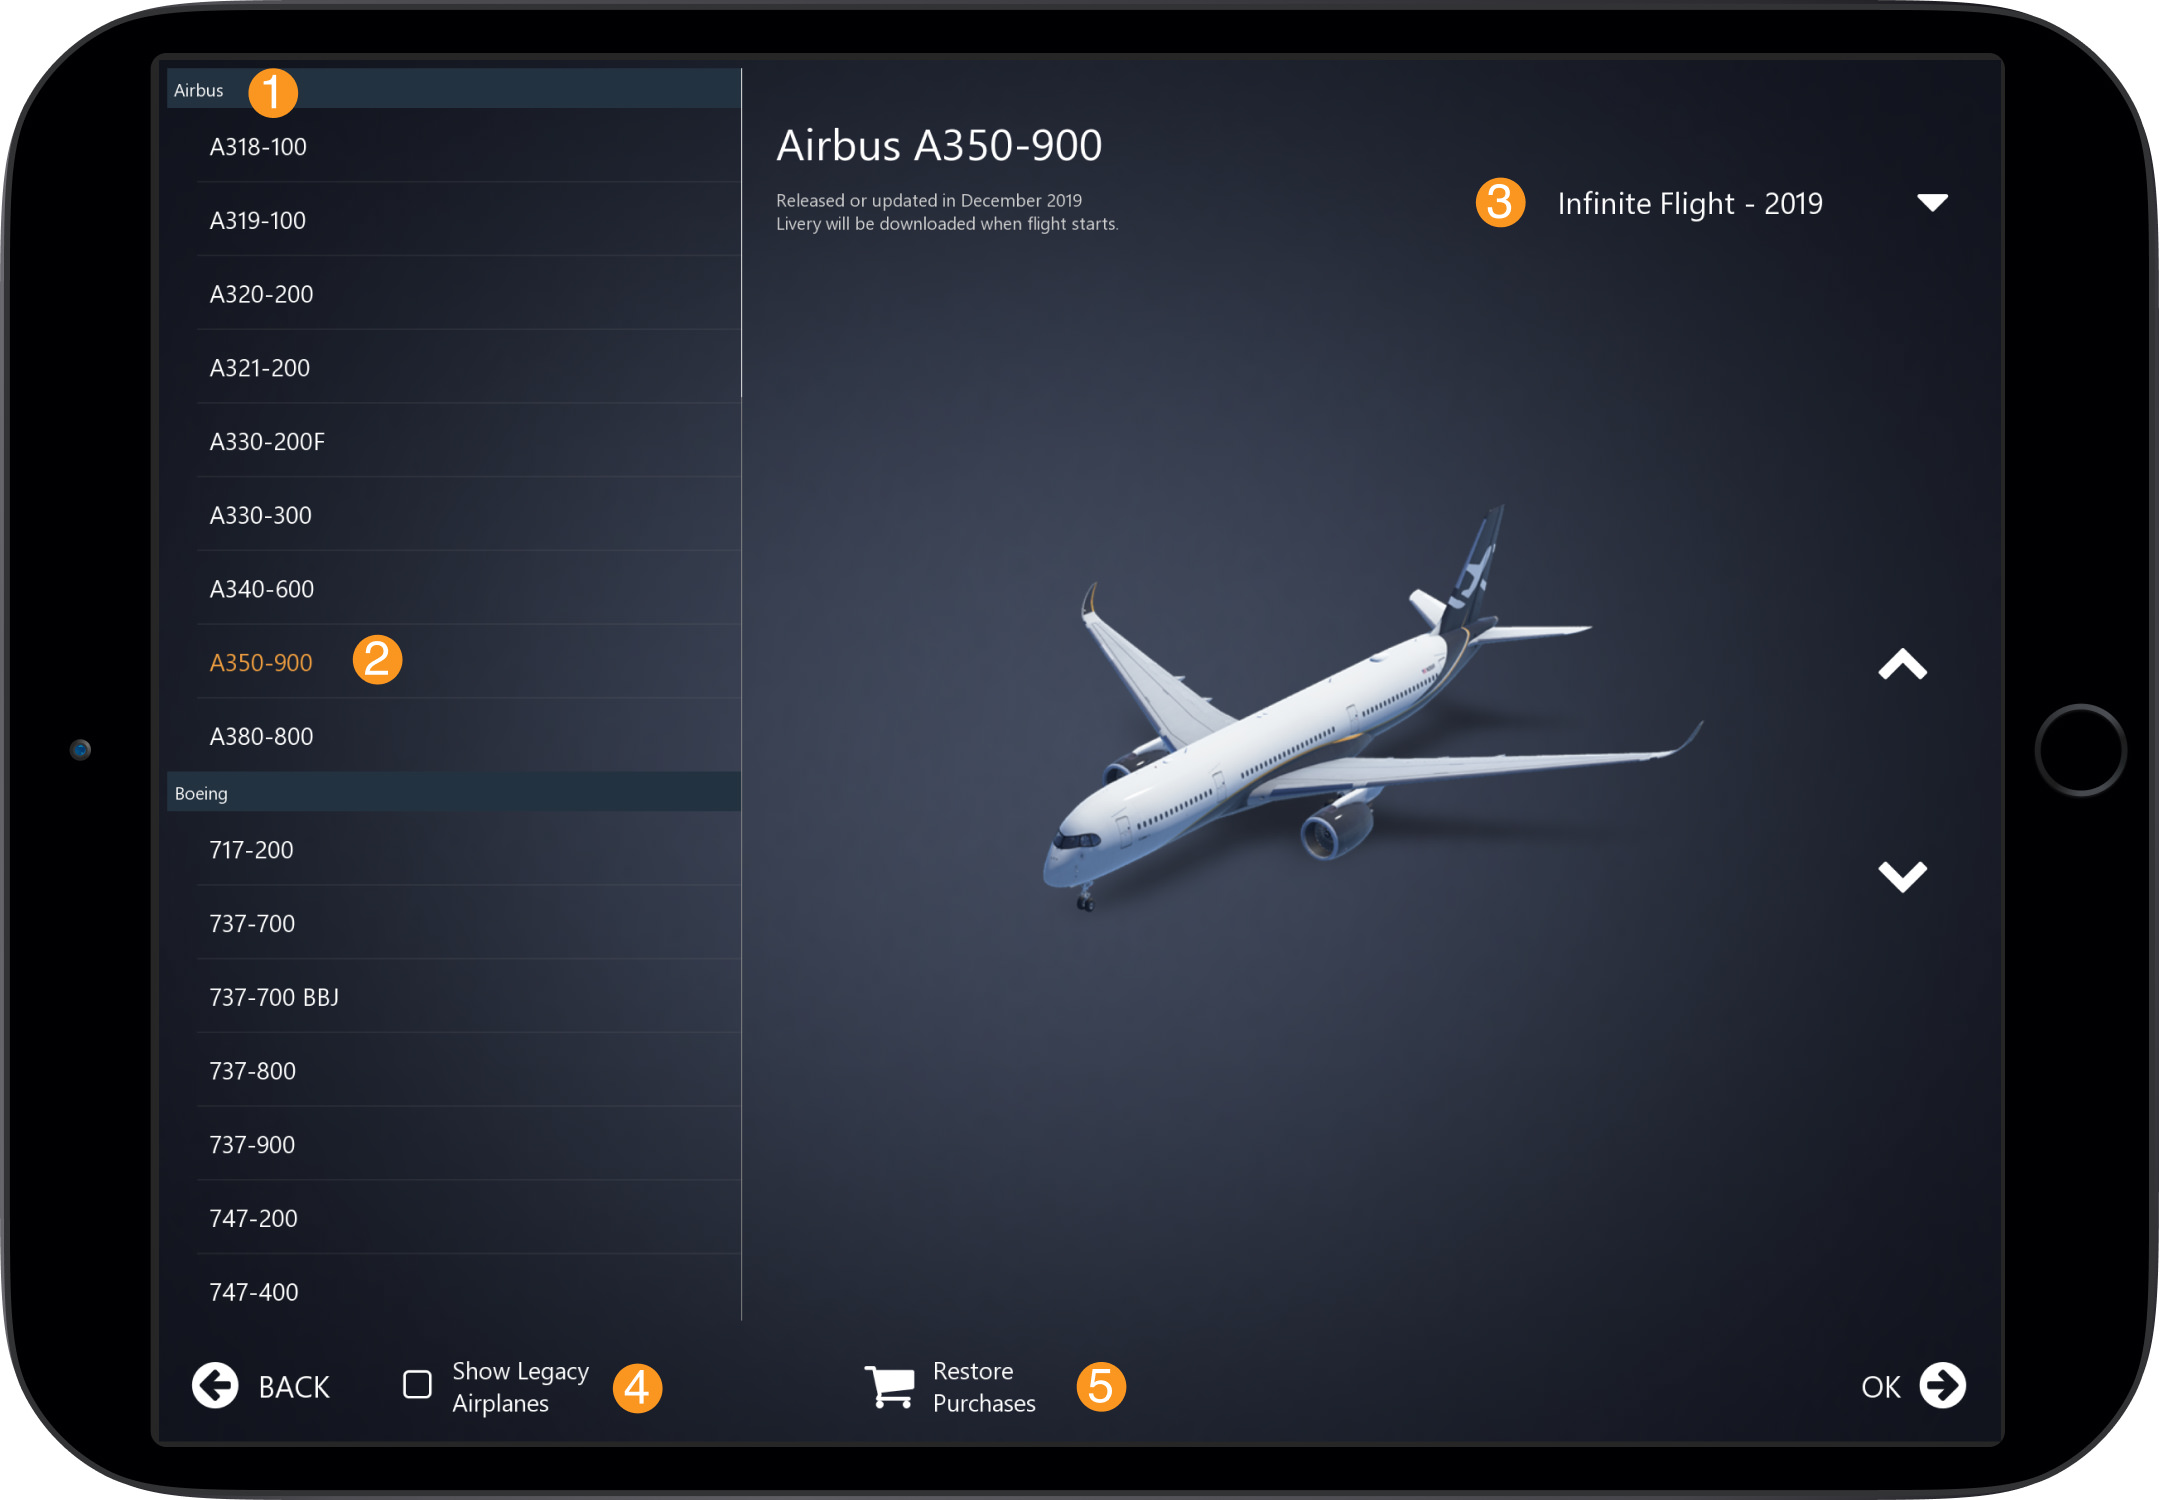 Airbus 1
A318-100
A319-100
A320-200
A321-200
A330-200F
A330-300
A340-600
A350-900 2
A380-800
Boeing
717-200
737-700
737-700 BBJ
737-800
737-900
747-200
747-400
Airbus A350-900
Released or updated in December 2019
Livery will be downloaded when flight starts.
3 Infinite Flight - 2019
BACK
Show Legacy
Airplanes
4
Restore
Purchases
5
OK